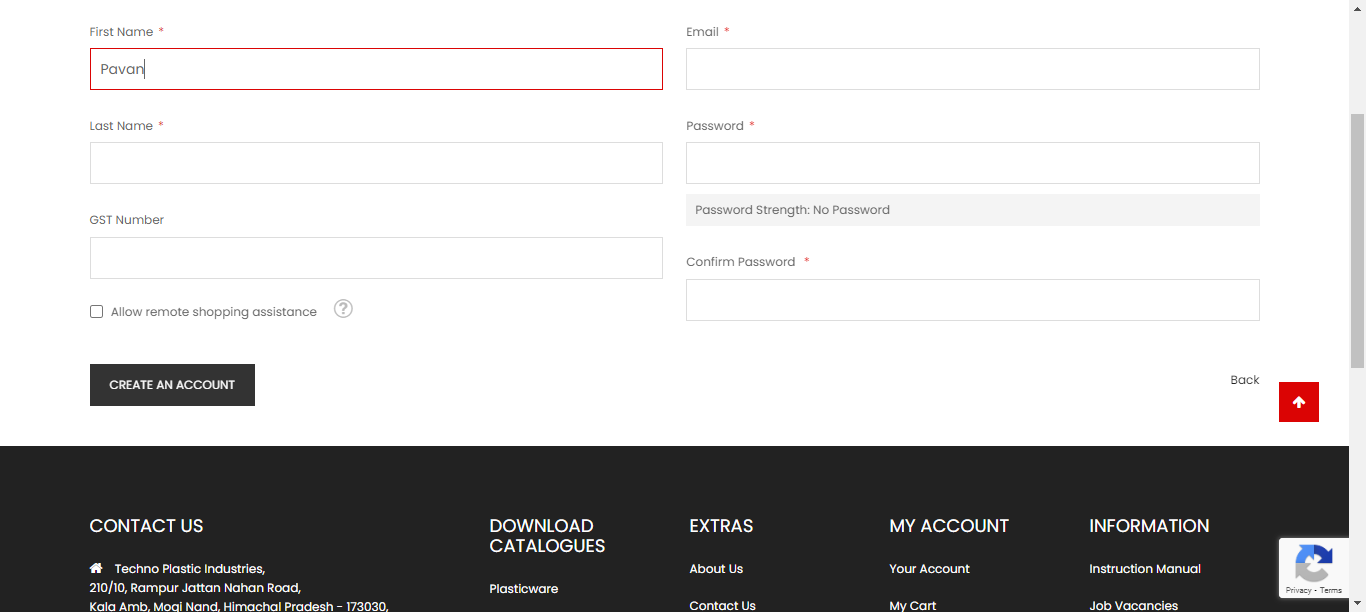 First Name *
Pavan
Last Name *
GST Number
Allow remote shopping assistance ?
CREATE AN ACCOUNT
Email *
Password *
Password Strength: No Password
Confirm Password *
Back
CONTACT US
Techno Plastic Industries,
210/10, Rampur Jattan Nahan Road,
Kala Amb, Mogi Nand, Himachal Pradesh - 173030,
DOWNLOAD
CATALOGUES
Plasticware
EXTRAS
About Us
Contact Us
MY ACCOUNT
Your Account
My Cart
INFORMATION
Instruction Manual
Job Vacancies
Privacy - Terms